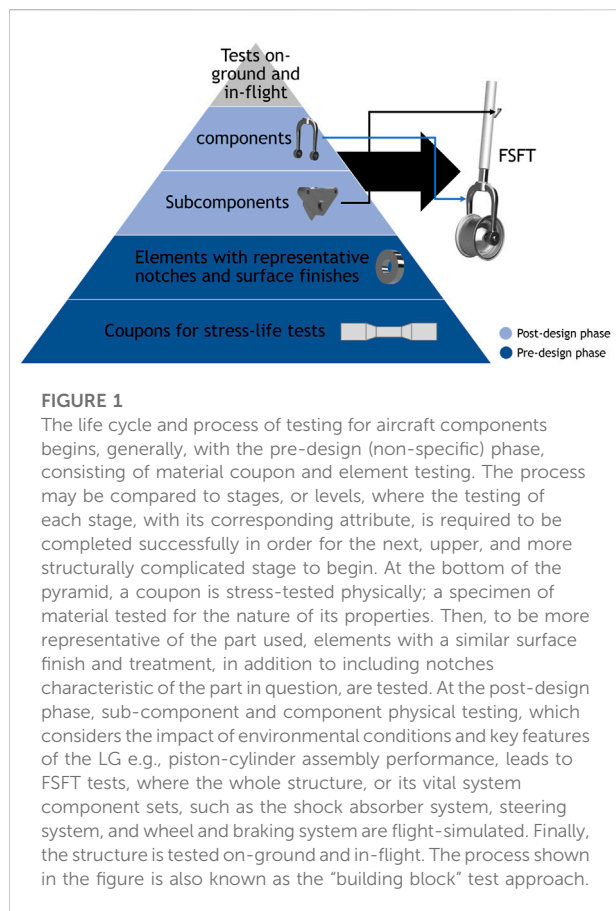 Tests on-
ground and
in-flight
components
FSFT
Subcomponents
Elements with representative
notches and surface finishes
Coupons for stress-life tests
Post-design phase
Pre-design phase
FIGURE 1
The life cycle and process of testing for aircraft components
begins, generally, with the pre-design (non-specific) phase,
consisting of material coupon and element testing. The process
may be compared to stages, or levels, where the testing of
each stage, with its corresponding attribute, is required to be
completed successfully in order for the next, upper, and more
structurally complicated stage to begin. At the bottom of the
pyramid, a coupon is stress-tested physically; a specimen of
material tested for the nature of its properties. Then, to be more
representative of the part used, elements with a similar surface
finish and treatment, in addition to including notches
characteristic of the part in question, are tested. At the post-design
phase, sub-component and component physical testing, which
considers the impact of environmental conditions and key features
of the LG e.g., piston-cylinder assembly performance, leads to
FSFT tests, where the whole structure, or its vital system
component sets, such as the shock absorber system, steering
system, and wheel and braking system are flight-simulated. Finally,
the structure is tested on-ground and in-flight. The process shown
in the figure is also known as the “building block” test approach.